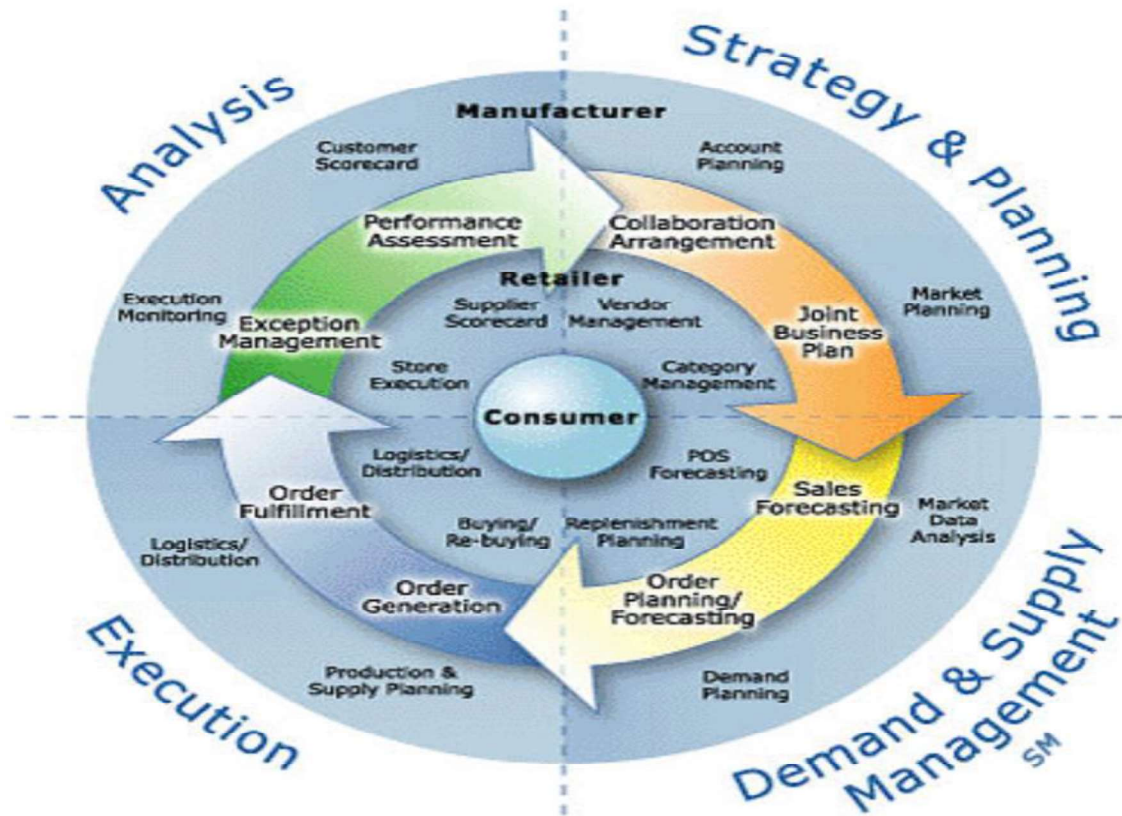 Analysis
Strategy & Planning
Manufacturer
Customer
Scorecard
Account
Planning
Performance
Assessment
Collaboration
Arrangement
Retailer
Execution
Monitoring
Exception
Management
Supplier
Scorecard
Vendor
Management
Joint
Business
Plan
Market
Planning
Store
Execution
Category
Management
Consumer
Logistics/
Distribution
POS
Forecasting
Order
Fulfillment
Sales
Forecasting
Market
Data
Analysis
Buying/
Re-buying
Replenishment
Planning
Logistics/
Distribution
Order
Generation
Order
Planning/
Forecasting
Production &
Supply Planning
Demand
Planning
Execution
Demand & Supply
Management
SM